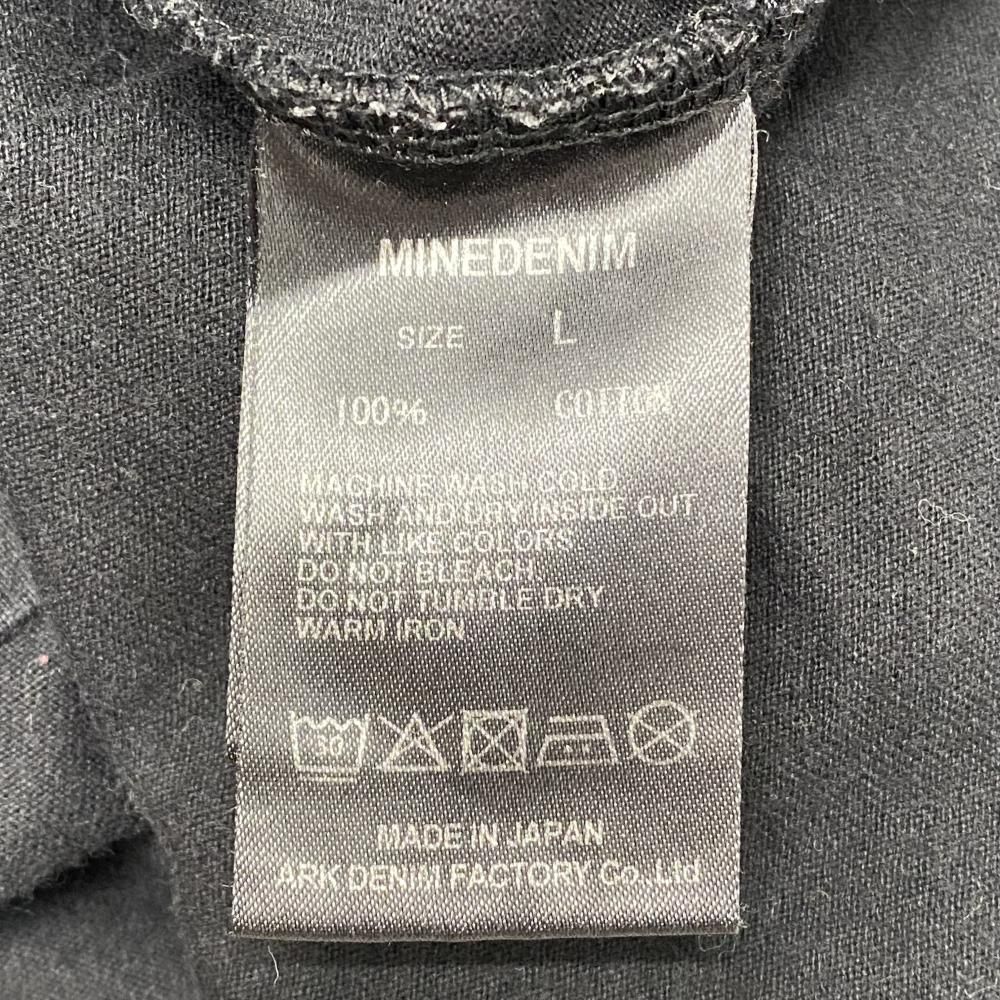 MINEDENIM
SIZE L
100% COTTON
MACHINE WASH COLD
WASH AND DRY INSIDE OUT
WITH LIKE COLORS
DO NOT BLEACH.
DO NOT TUMBLE DRY
WARM IRON
30
MADE IN JAPAN
ARK DENIM FACTORY Co.,Ltd